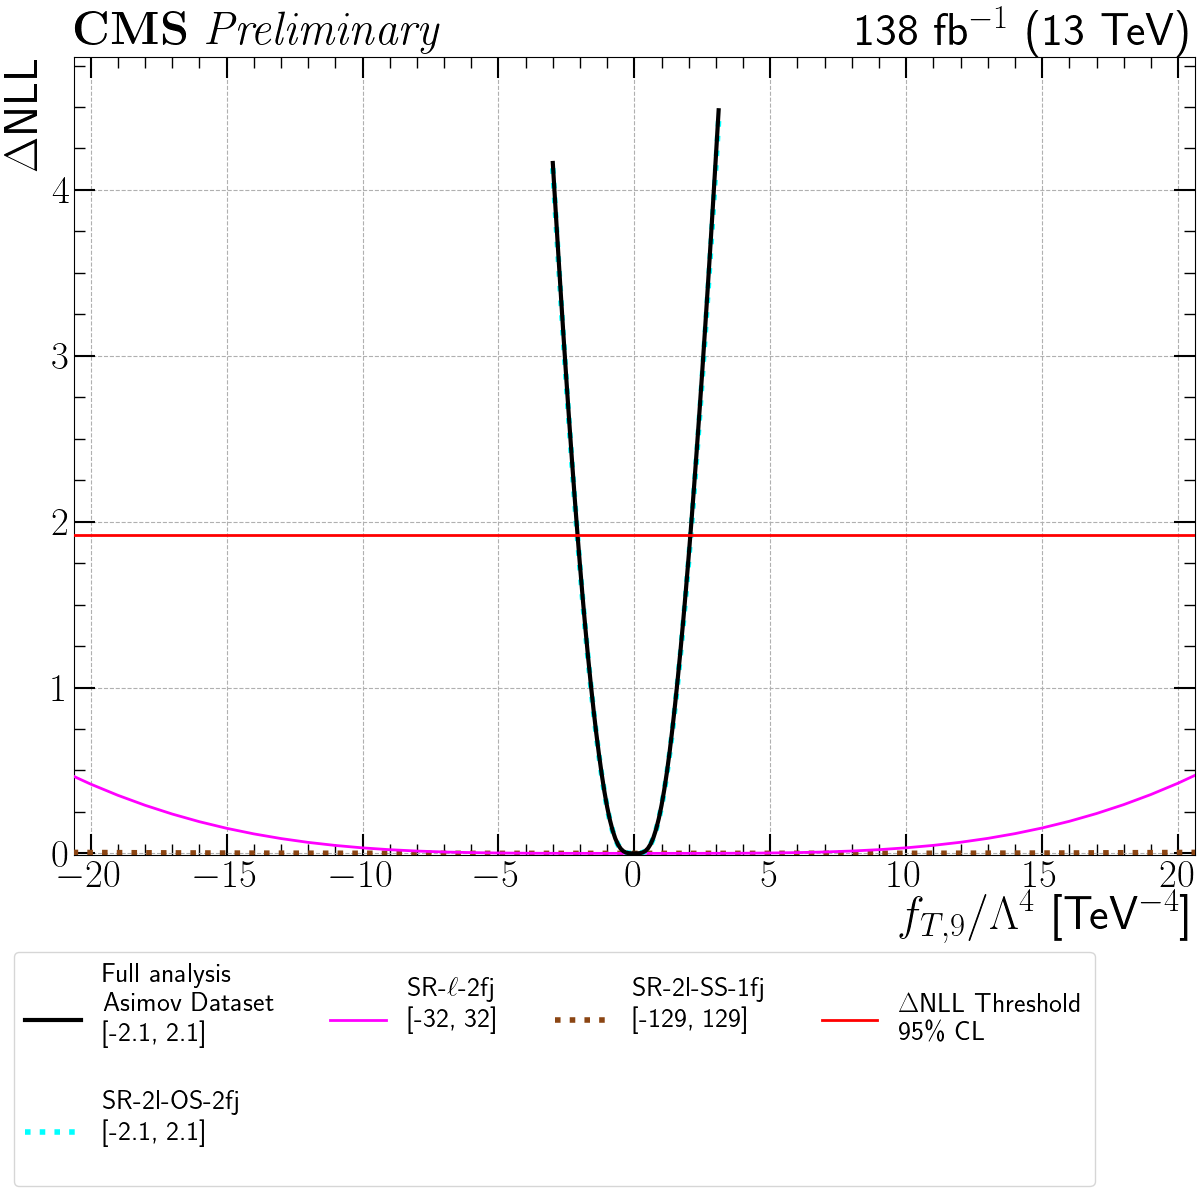 CMS Preliminary 138 fb⁻¹ (13 TeV)
ΔNLL
4
3
2
1
0
−20 −15 −10 −5 0 5 10 15 20
f_{T,9}/Λ⁴ [TeV⁻⁴]
Full analysis
Asimov Dataset
[-2.1, 2.1]
SR-2l-OS-2fj
[-2.1, 2.1]
SR-ℓ-2fj
[-32, 32]
SR-2l-SS-1fj
[-129, 129]
ΔNLL Threshold
95% CL